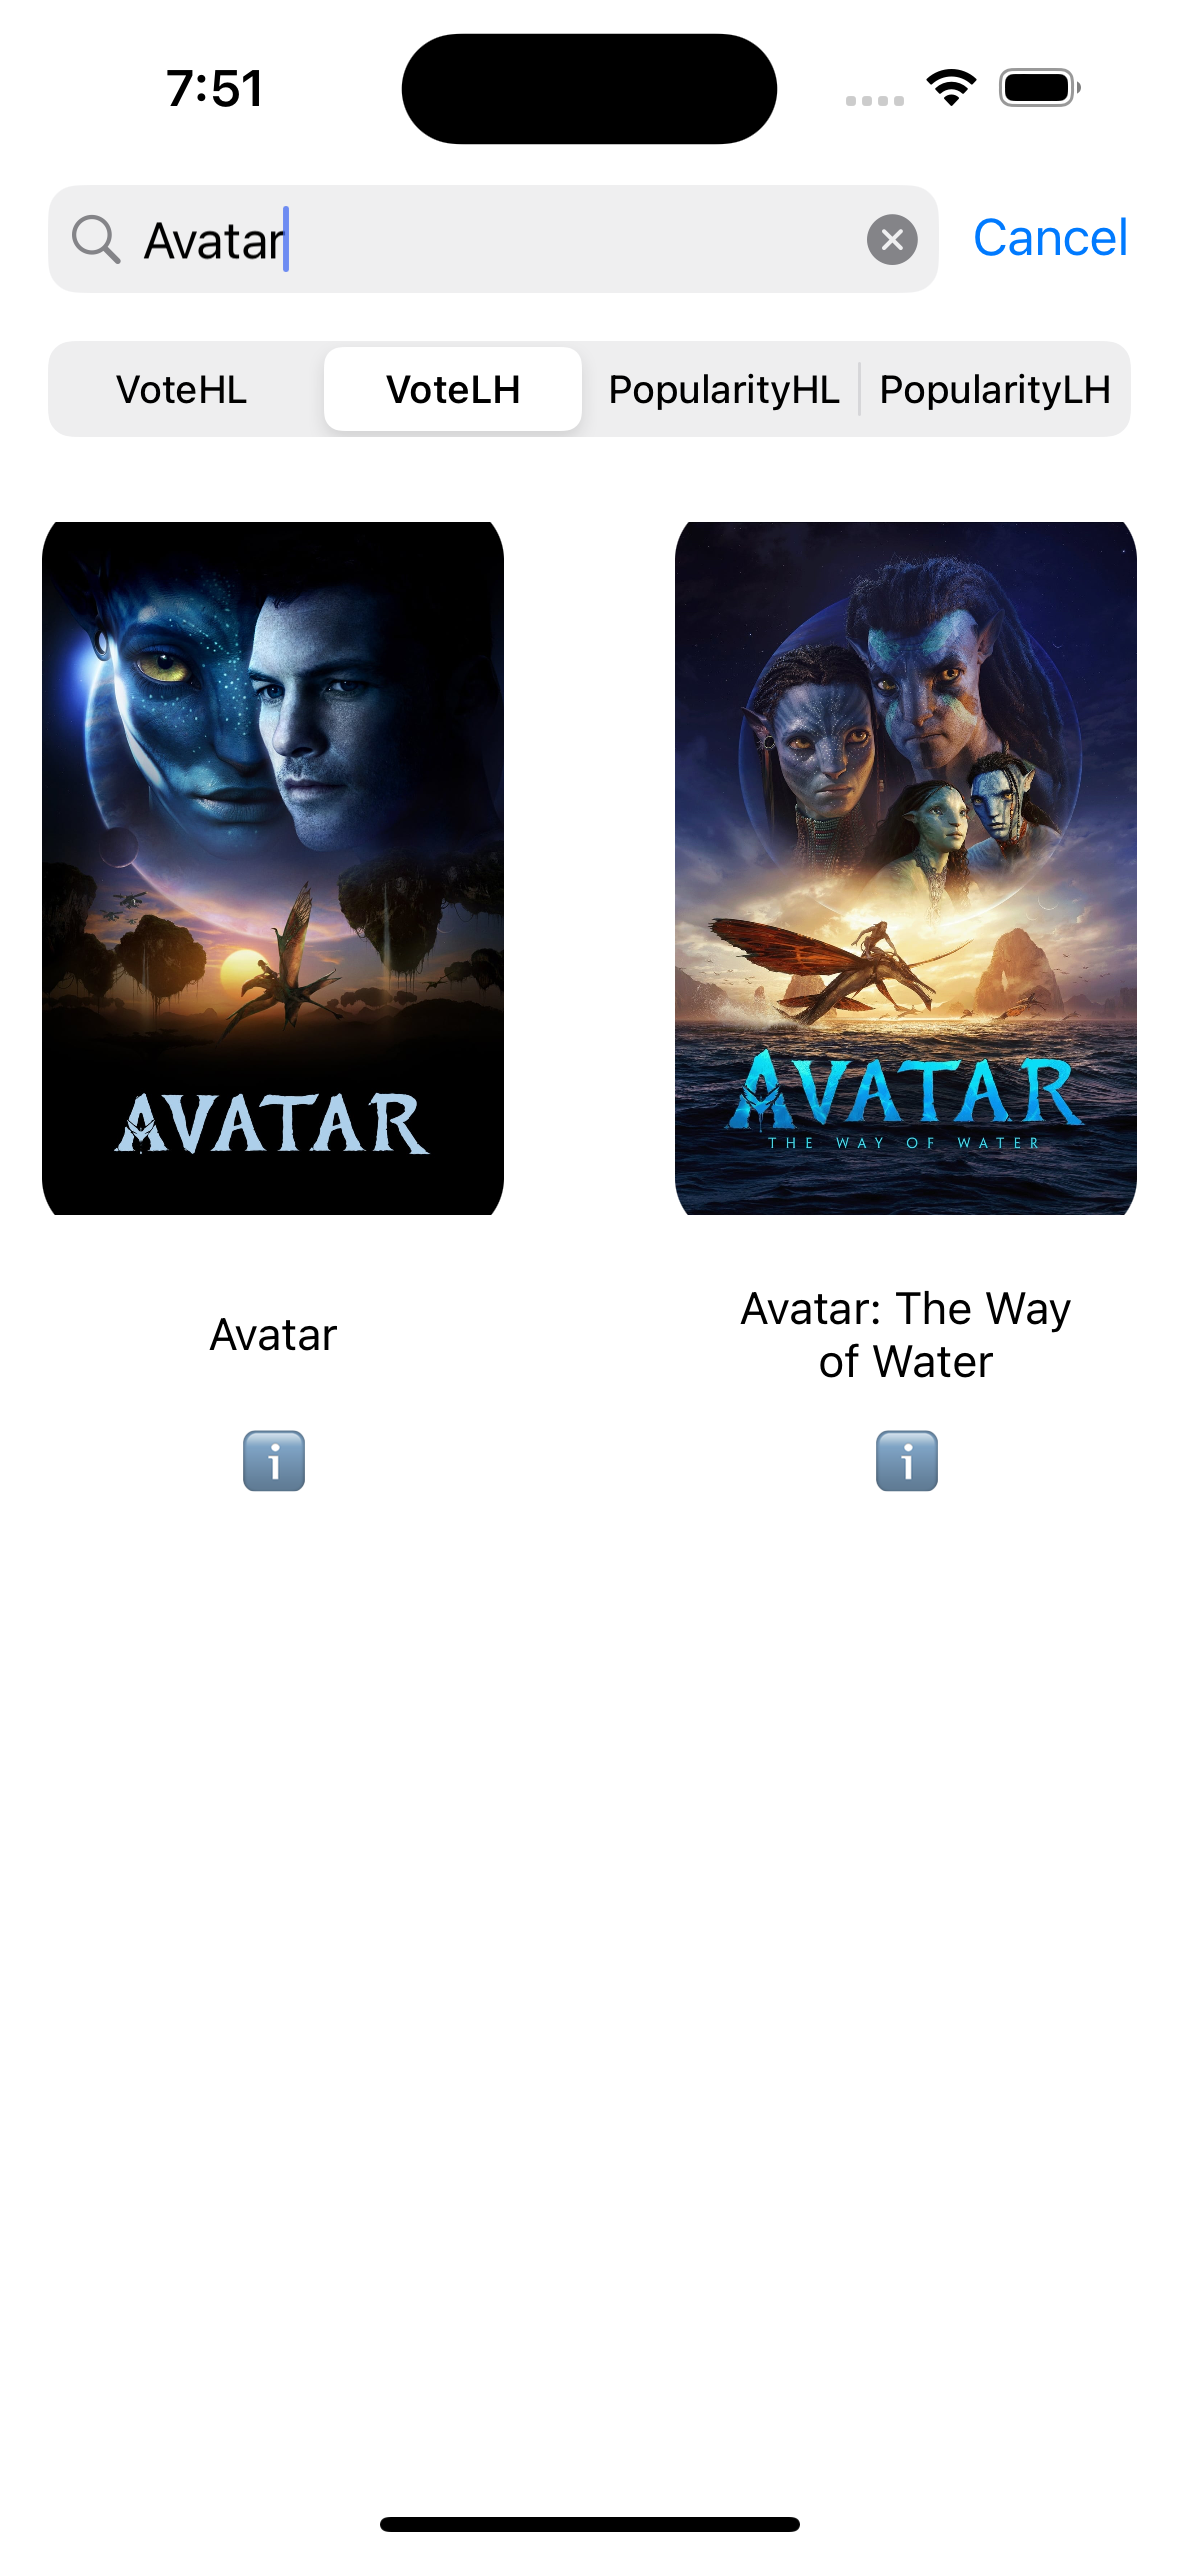 7:51
Avatar
Cancel
VoteHL
VoteLH
PopularityHL
PopularityLH
AVATAR
AVATAR
THE WAY OF WATER
Avatar
Avatar: The Way
of Water
i
i